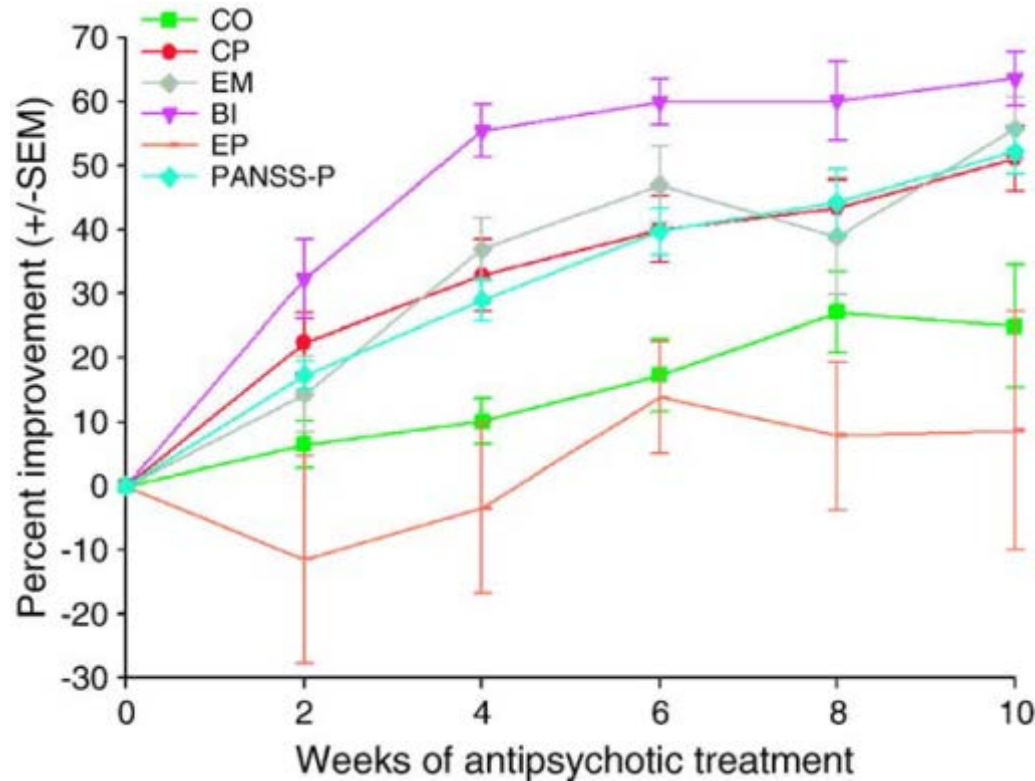 CO
CP
EM
BI
EP
PANSS-P
Percent improvement (+/-SEM)
70
60
50
40
30
20
10
0
-10
-20
-30
0 2 4 6 8 10
Weeks of antipsychotic treatment